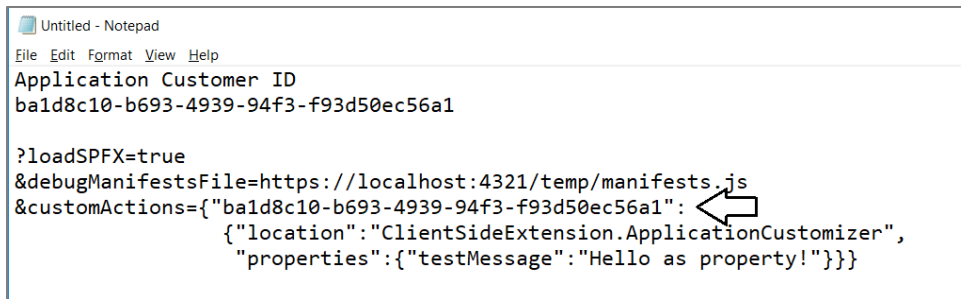 Untitled - Notepad
File Edit Format View Help
Application Customer ID
ba1d8c10-b693-4939-94f3-f93d50ec56a1
?loadSPFX=true
&debugManifestsFile=https://localhost:4321/temp/manifests.js
&customActions={"ba1d8c10-b693-4939-94f3-f93d50ec56a1":
{"location":"ClientSideExtension.ApplicationCustomizer",
"properties":{"testMessage":"Hello as property!"}}}